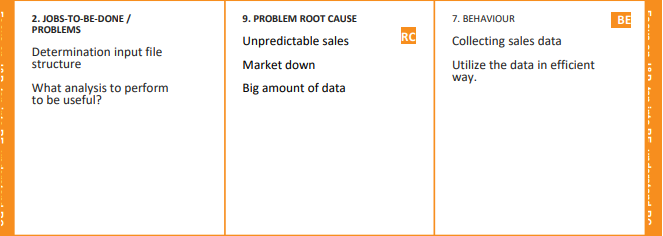 2. JOBS-TO-BE-DONE /
PROBLEMS
Determination input file
structure
What analysis to perform
to be useful?
9. PROBLEM ROOT CAUSE
RC
Unpredictable sales
Market down
Big amount of data
7. BEHAVIOUR
BE
Collecting sales data
Utilize the data in efficient
way.